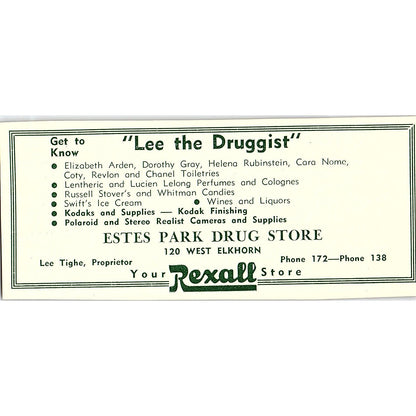 Get to Know "Lee the Druggist"
● Elizabeth Arden, Dorothy Gray, Helena Rubinstein, Cara Nome,
Coty, Revlon and Chanel Toiletries
● Lentheric and Lucien Lelong Perfumes and Colognes
● Russell Stover's and Whitman Candies
● Swift's Ice Cream ● Wines and Liquors
● Kodaks and Supplies — Kodak Finishing
● Polaroid and Stereo Realist Cameras and Supplies
ESTES PARK DRUG STORE
120 WEST ELKHORN
Lee Tighe, Proprietor Phone 172—Phone 138
Your Rexall Store